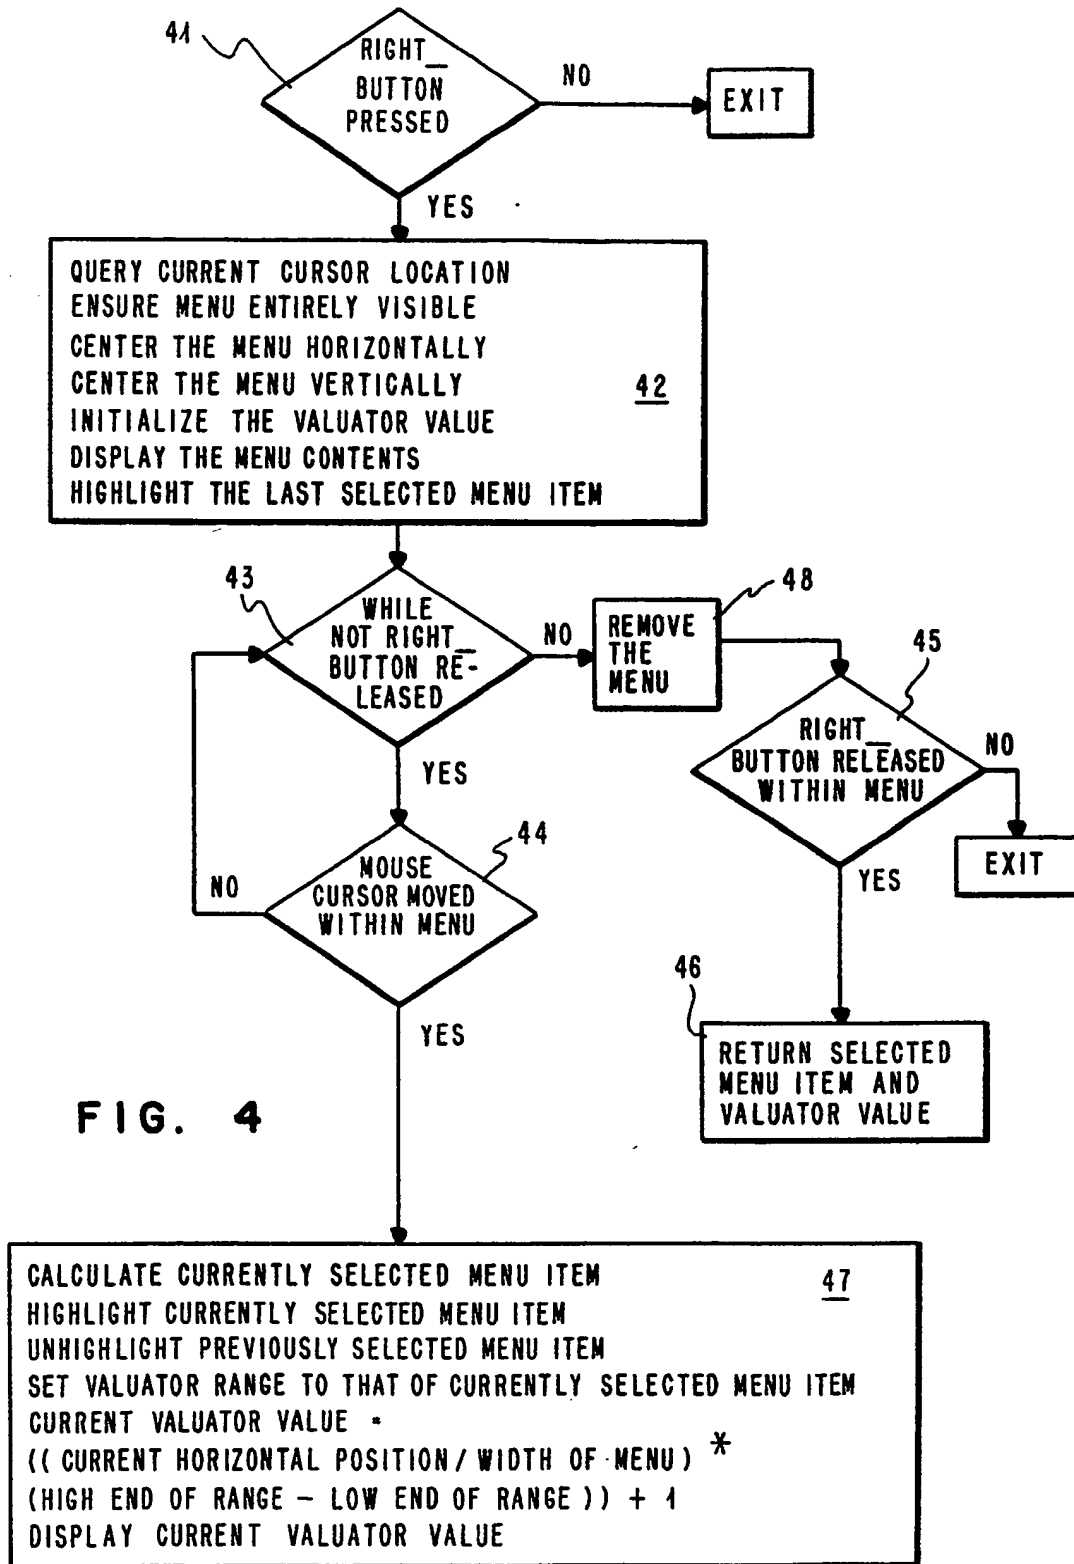 41
RIGHT_
BUTTON
PRESSED
NO
EXIT
YES
QUERY CURRENT CURSOR LOCATION
ENSURE MENU ENTIRELY VISIBLE
CENTER THE MENU HORIZONTALLY
CENTER THE MENU VERTICALLY
42
INITIALIZE THE VALUATOR VALUE
DISPLAY THE MENU CONTENTS
HIGHLIGHT THE LAST SELECTED MENU ITEM
43
WHILE
NOT RIGHT_
BUTTON RE-
LEASED
NO
REMOVE
THE
MENU
48
45
RIGHT_
BUTTON RELEASED
WITHIN MENU
NO
EXIT
YES
YES
44
MOUSE
CURSOR MOVED
WITHIN MENU
NO
YES
46
RETURN SELECTED
MENU ITEM AND
VALUATOR VALUE
FIG. 4
CALCULATE CURRENTLY SELECTED MENU ITEM
47
HIGHLIGHT CURRENTLY SELECTED MENU ITEM
UNHIGHLIGHT PREVIOUSLY SELECTED MENU ITEM
SET VALUATOR RANGE TO THAT OF CURRENTLY SELECTED MENU ITEM
CURRENT VALUATOR VALUE =
((CURRENT HORIZONTAL POSITION/WIDTH OF MENU) *
(HIGH END OF RANGE - LOW END OF RANGE)) + 1
DISPLAY CURRENT VALUATOR VALUE